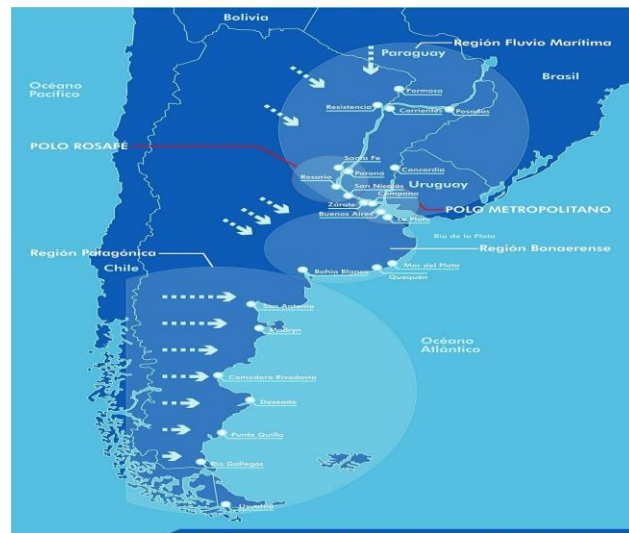 Bolivia
Paraguay
Región Fluvio Marítima
Océano
Pacífico
Brasil
Formosa
Resistencia
Corrientes
Posadas
POLO ROSAFÉ
Santa Fe
Paraná
Concordia
Rosario
San Nicolás
Uruguay
Campana
Zárate
POLO METROPOLITANO
Buenos Aires
La Plata
Río de la Plata
Región Bonaerense
Región Patagónica
Chile
Mar del Plata
Bahía Blanca
Quequén
San Antonio
Madryn
Océano
Atlántico
Comodoro Rivadavia
Deseado
Punta Quilla
Río Gallegos
Ushuaia